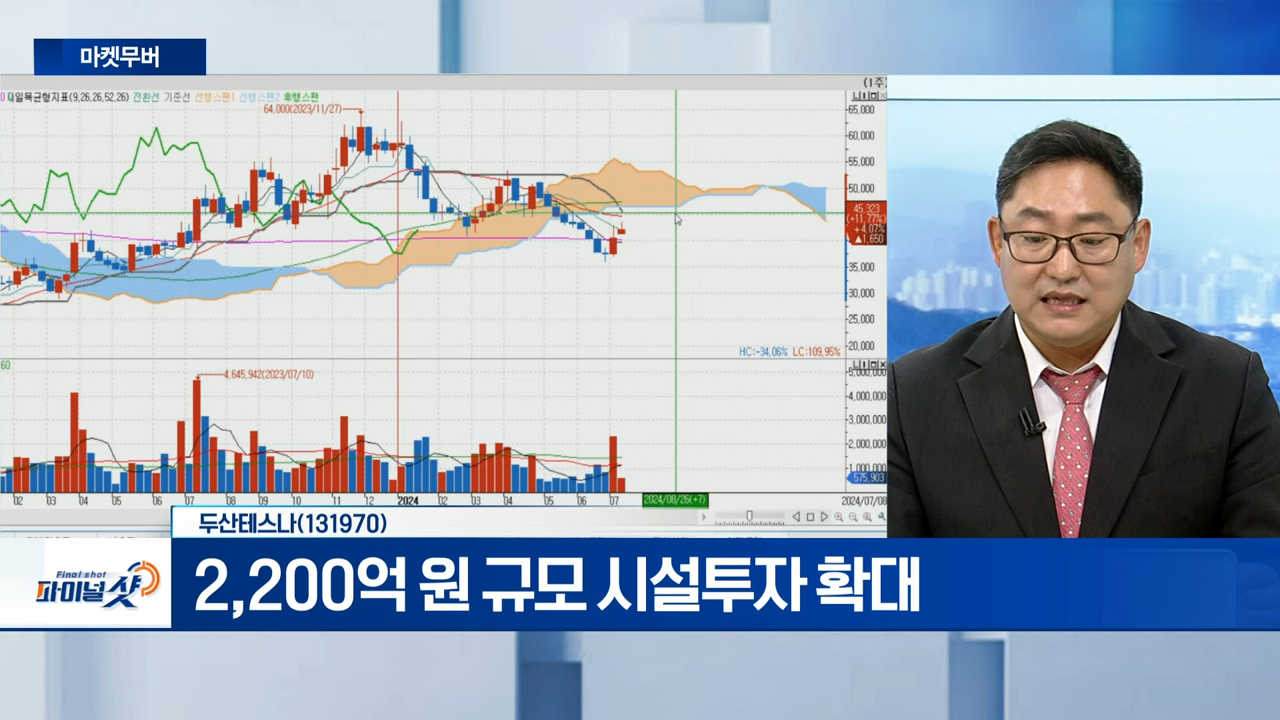 마켓무버
(1주)
일목균형지표(9,26,26,52,26) 전환선 기준선 선행스팬1 선행스팬2 후행스팬
64,000(2023/11/27)
65,000
60,000
55,000
50,000
45,323
(+11,77%)
+4,07%
▲1,650
35,000
30,000
25,000
20,000
HC:-34,06% LC:109,95%
60
4,645,942(2023/07/10)
5,000,000
4,000,000
3,000,000
2,000,000
1,000,000
575,903
02 03 04 05 06 07 08 09 10 11 12 2024 02 03 04 05 06 07 2024/08/26(+7) 2024/07/08
두산테스나(131970)
Final shot
파이널샷
2,200억 원 규모 시설투자 확대